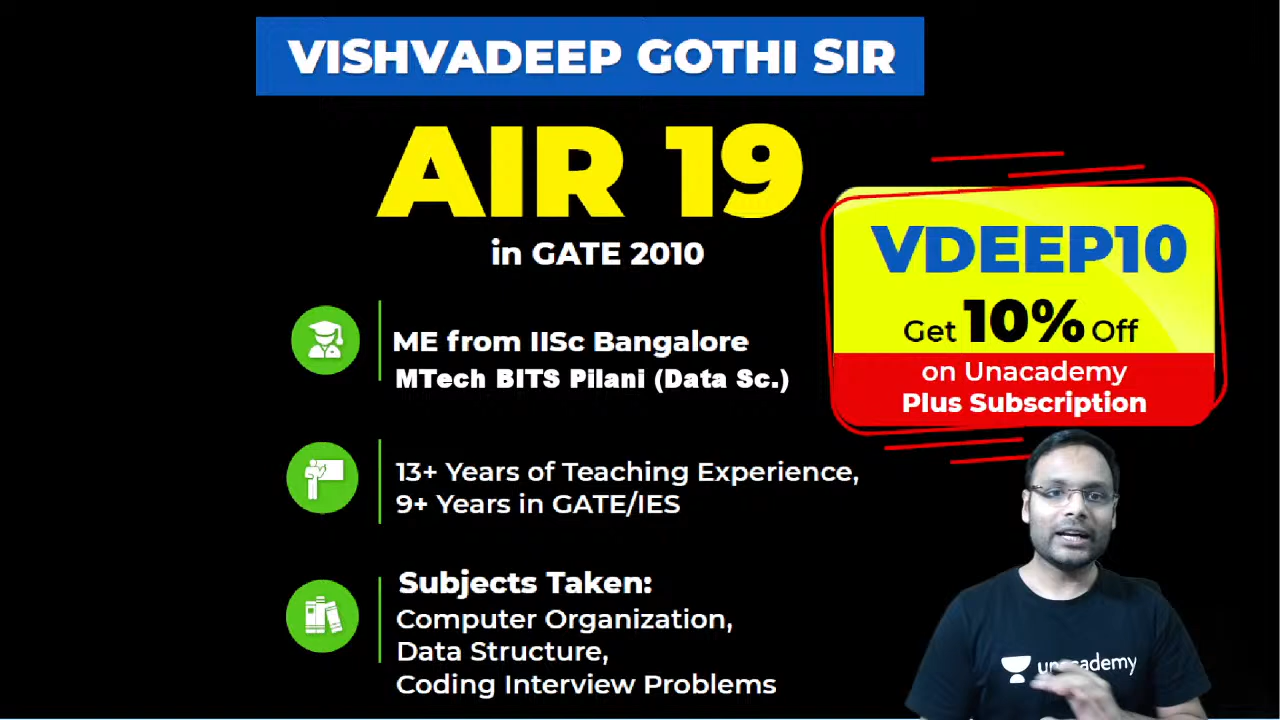 VISHVADEEP GOTHI SIR
AIR 19
in GATE 2010
ME from IISc Bangalore
MTech BITS Pilani (Data Sc.)
13+ Years of Teaching Experience,
9+ Years in GATE/IES
Subjects Taken:
Computer Organization,
Data Structure,
Coding Interview Problems
VDEEP10
Get 10% Off
on Unacademy
Plus Subscription
unacademy